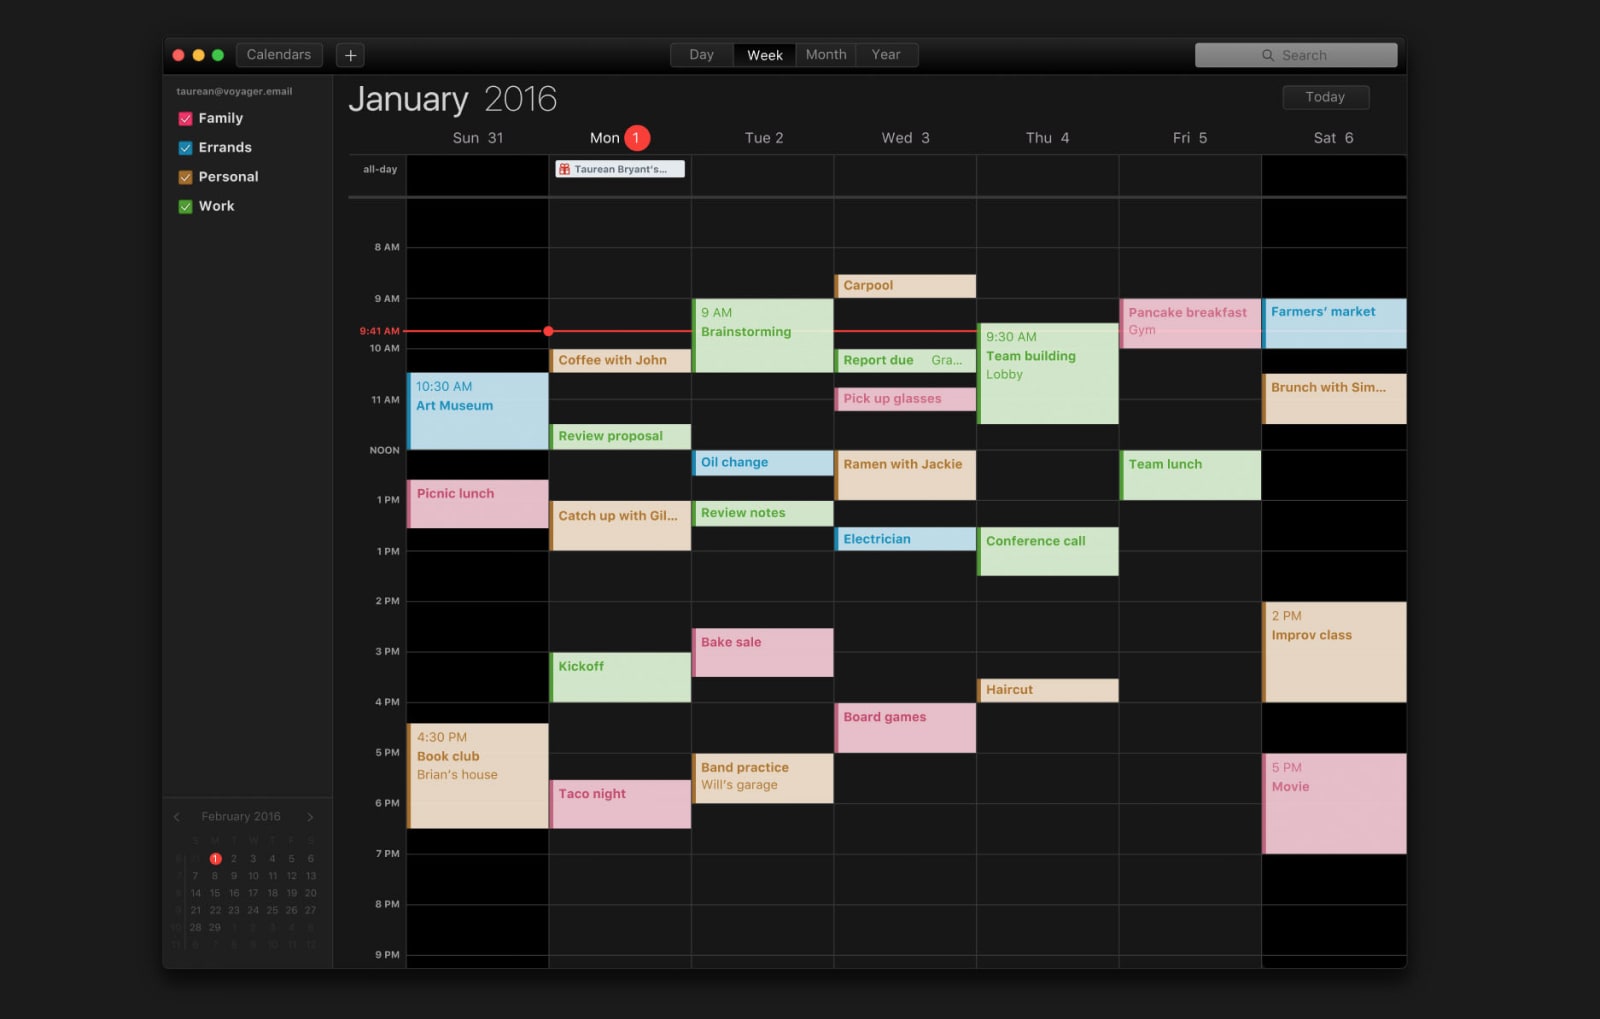 Calendars
+
Day Week Month Year
Search
taurean@voyager.email
Family
Errands
Personal
Work
January 2016
Today
Sun 31 Mon 1 Tue 2 Wed 3 Thu 4 Fri 5 Sat 6
all-day
Taurean Bryant's...
8 AM
9 AM
9:41 AM
10 AM
11 AM
NOON
1 PM
1 PM
2 PM
3 PM
4 PM
5 PM
6 PM
7 PM
8 PM
9 PM
10:30 AM
Art Museum
Picnic lunch
4:30 PM
Book club
Brian's house
Coffee with John
Review proposal
Catch up with Gil...
Kickoff
Taco night
9 AM
Brainstorming
Oil change
Review notes
Bake sale
Band practice
Will's garage
Carpool
Report due Gra...
Pick up glasses
Ramen with Jackie
Electrician
Board games
9:30 AM
Team building
Lobby
Conference call
Haircut
Pancake breakfast
Gym
Team lunch
Farmers' market
Brunch with Sim...
2 PM
Improv class
5 PM
Movie
February 2016
S M T W T F S
1 2 3 4 5 6
7 8 9 10 11 12 13
14 15 16 17 18 19 20
21 22 23 24 25 26 27
28 29 1 2 3 4 5
6 7 8 9 10 11 12